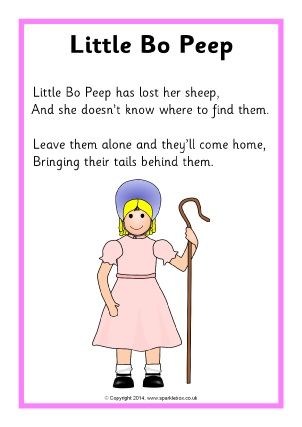 Little Bo Peep
Little Bo Peep has lost her sheep,
And she doesn't know where to find them.
Leave them alone and they'll come home,
Bringing their tails behind them.
© Copyright 2014, www.sparklebox.co.uk